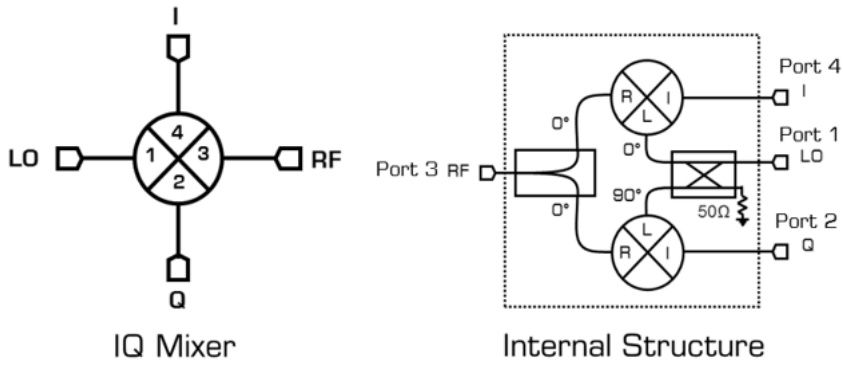 I
4
LO
1
3
RF
2
Q
IQ Mixer
R
I
L
Port 4
I
0°
0°
Port 1
LO
Port 3 RF
90°
50Ω
0°
L
R
I
Port 2
Q
Internal Structure